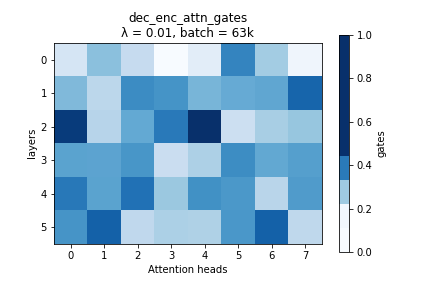 dec_enc_attn_gates
λ = 0.01, batch = 63k
layers
0
1
2
3
4
5
0 1 2 3 4 5 6 7
Attention heads
1.0
0.8
0.6
0.4
0.2
0.0
gates